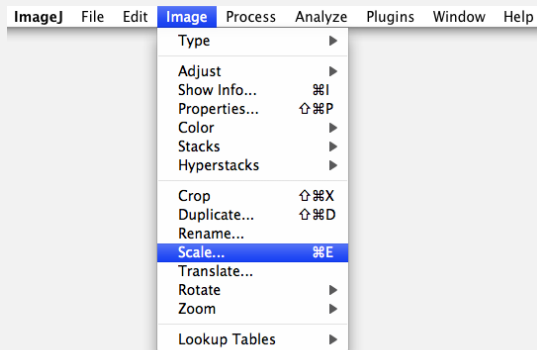 ImageJ File Edit Image Process Analyze Plugins Window Help
Type ▶
Adjust ▶
Show Info... ⌘I
Properties... ⇧⌘P
Color ▶
Stacks ▶
Hyperstacks ▶
Crop ⇧⌘X
Duplicate... ⇧⌘D
Rename...
Scale... ⌘E
Translate...
Rotate ▶
Zoom ▶
Lookup Tables ▶